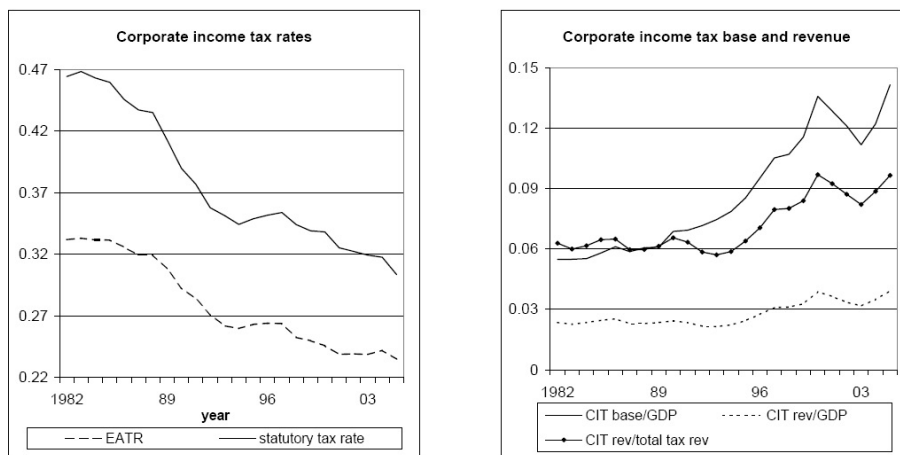 Corporate income tax rates
0.47
0.42
0.37
0.32
0.27
0.22
1982 89 96 03
year
EATR statutory tax rate
Corporate income tax base and revenue
0.15
0.12
0.09
0.06
0.03
0
1982 89 96 03
CIT base/GDP CIT rev/GDP
CIT rev/total tax rev